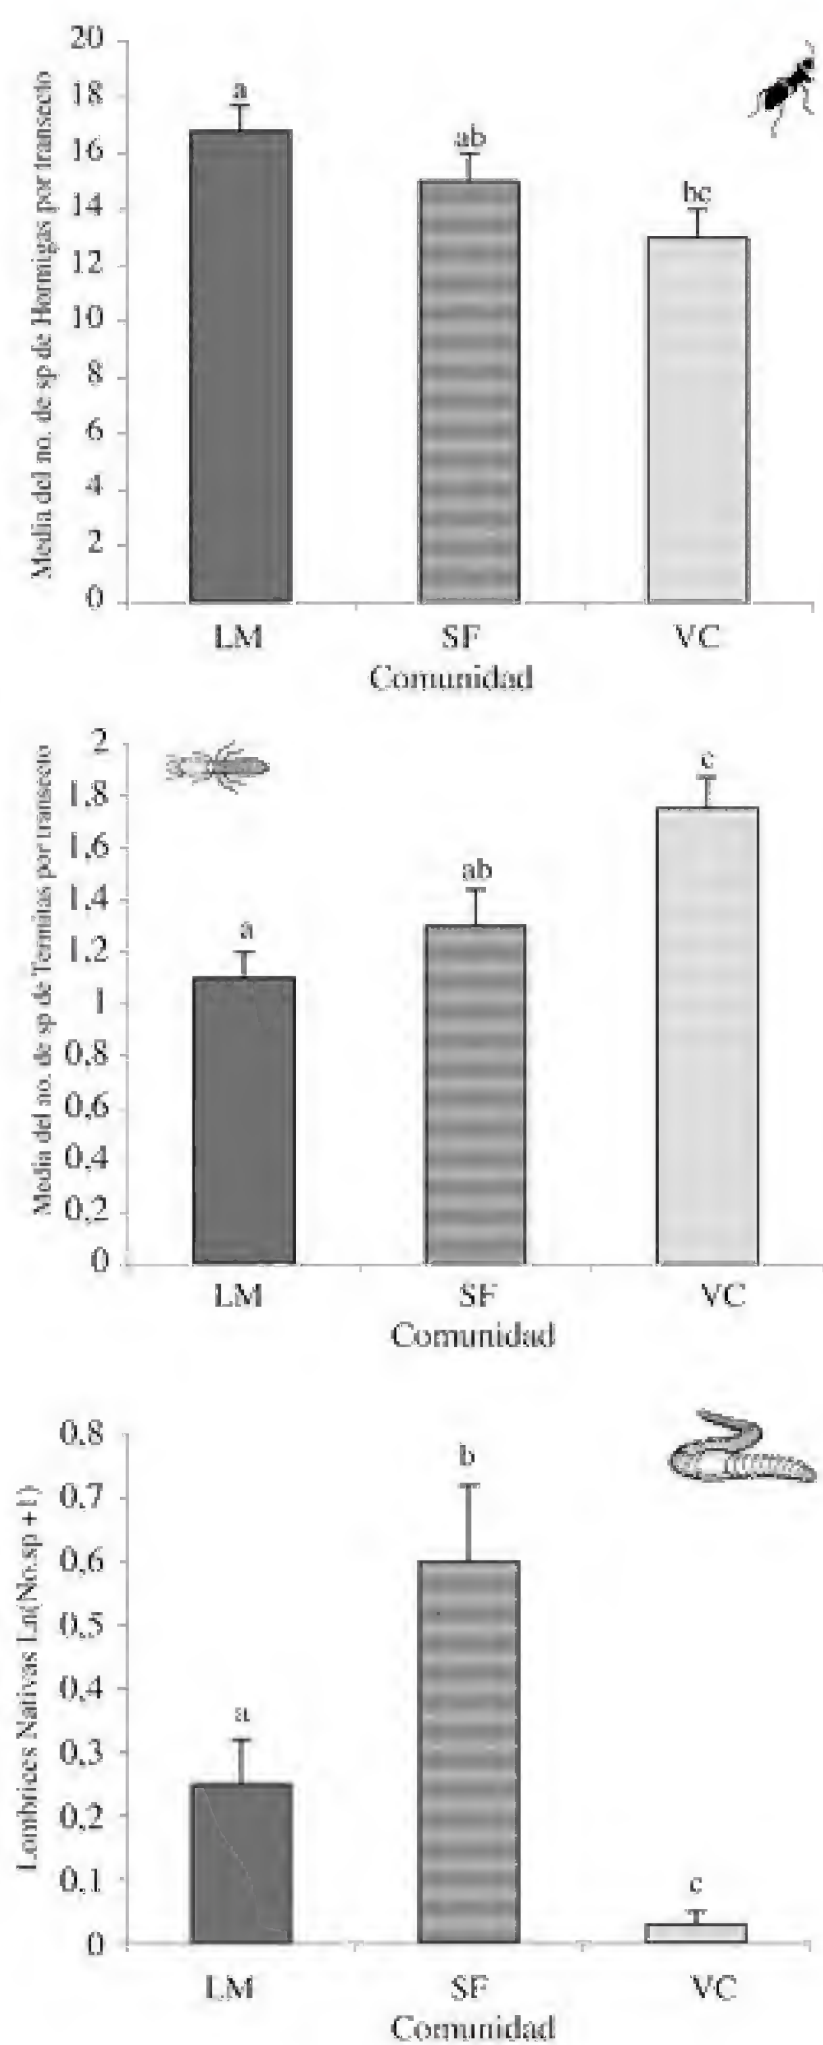 Media del no. de sp de Hormigas por transecto
20
18
16
14
12
10
8
6
4
2
0
a
ab
bc
LM SF VC
Comunidad
Media del no. de sp de Termitas por transecto
2
1,8
1,6
1,4
1,2
1
0,8
0,6
0,4
0,2
0
a
ab
c
LM SF VC
Comunidad
Lombrices Nativas Ln(No.sp +1)
0,8
0,7
0,6
0,5
0,4
0,3
0,2
0,1
0
a
b
c
LM SF VC
Comunidad